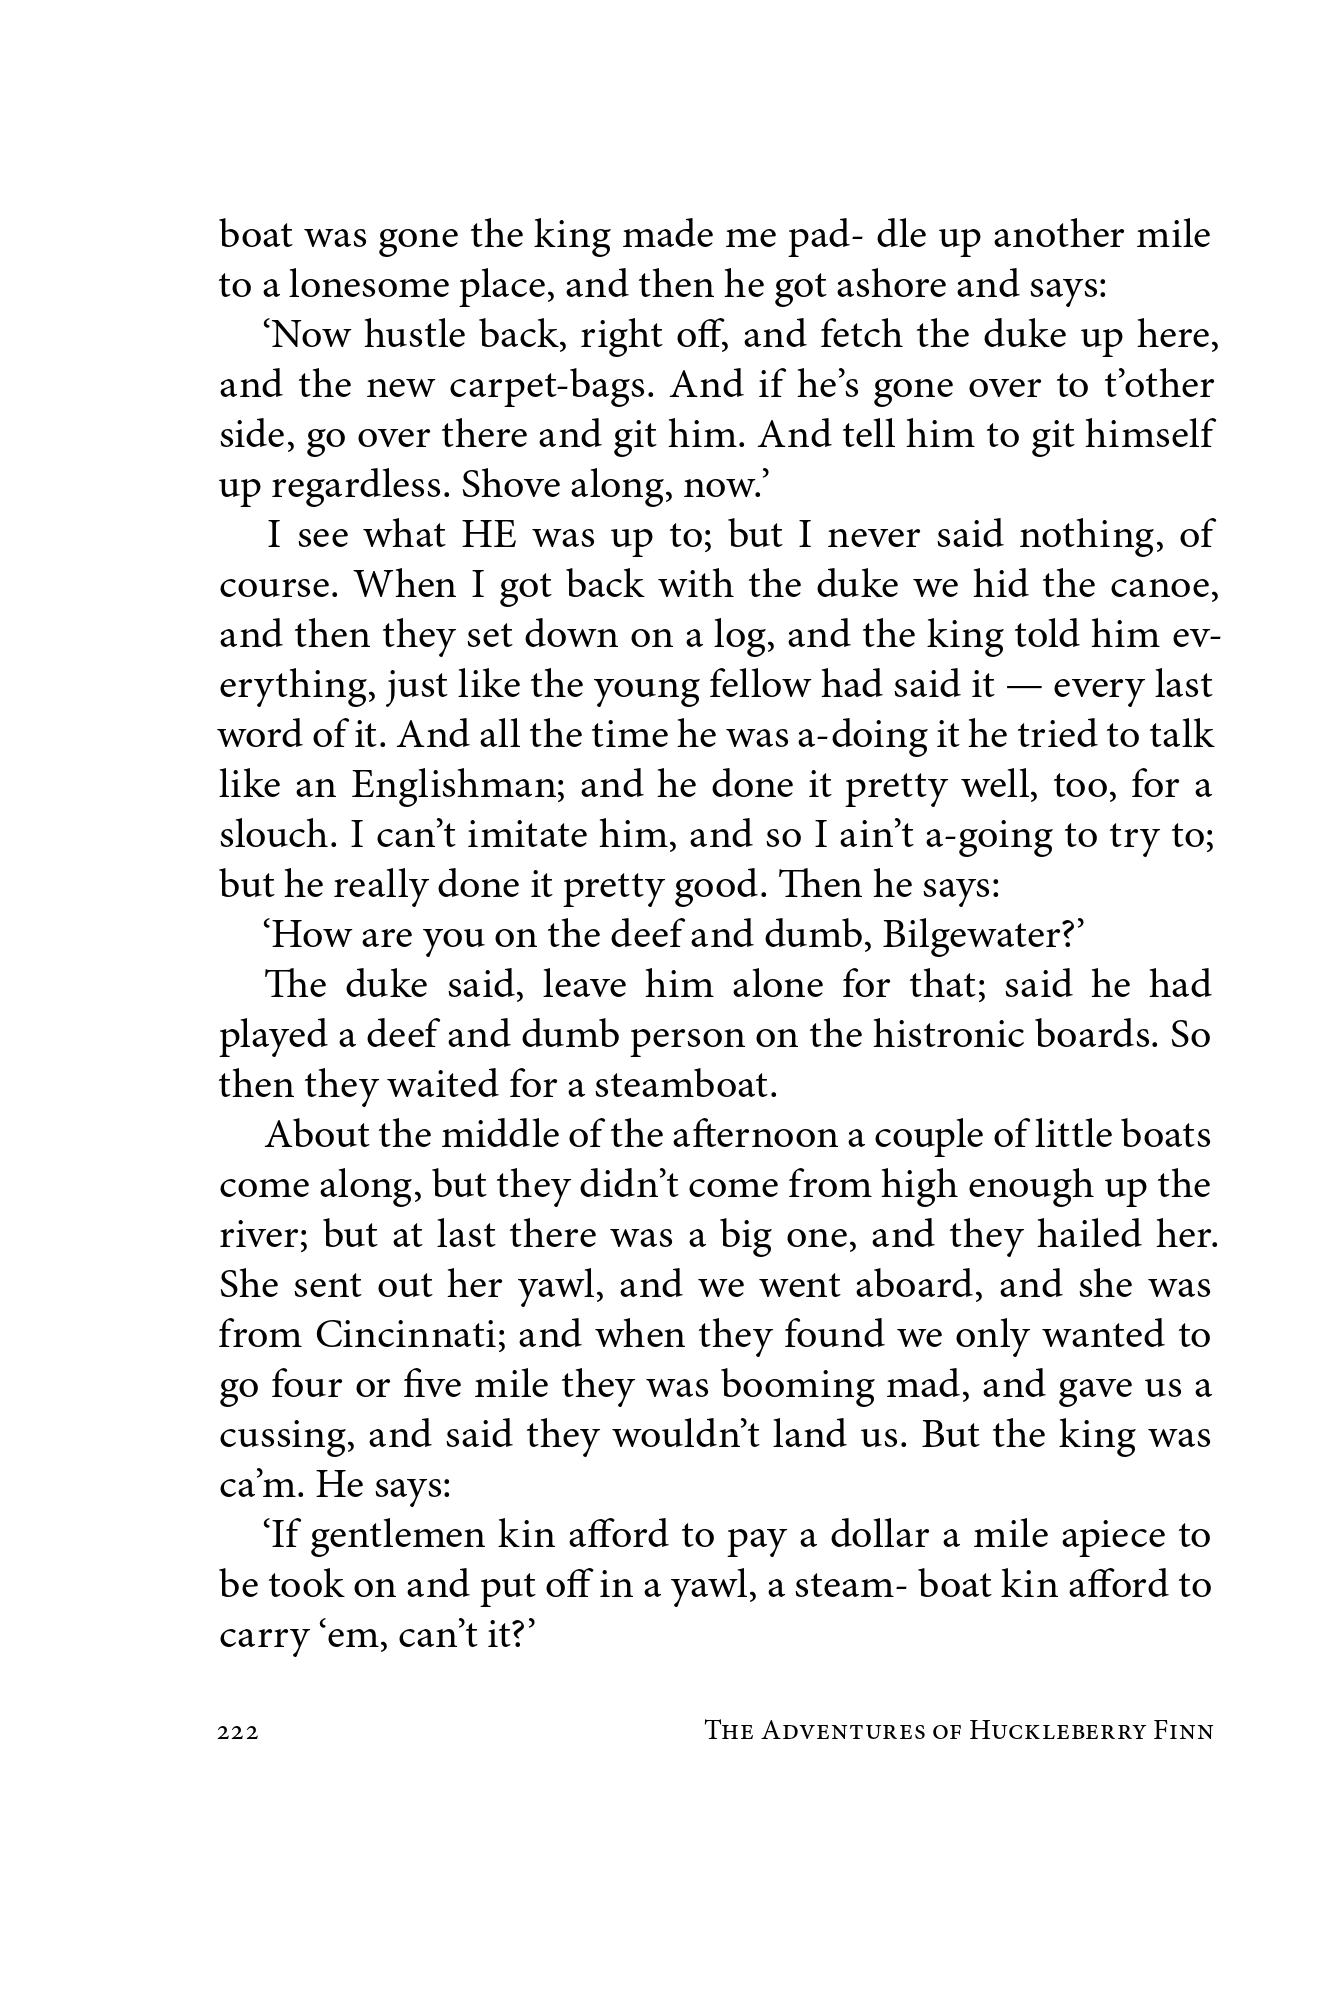 boat was gone the king made me pad- dle up another mile
to a lonesome place, and then he got ashore and says:
‘Now hustle back, right off, and fetch the duke up here,
and the new carpet-bags. And if he’s gone over to t’other
side, go over there and git him. And tell him to git himself
up regardless. Shove along, now.’
I see what HE was up to; but I never said nothing, of
course. When I got back with the duke we hid the canoe,
and then they set down on a log, and the king told him ev-
erything, just like the young fellow had said it — every last
word of it. And all the time he was a-doing it he tried to talk
like an Englishman; and he done it pretty well, too, for a
slouch. I can’t imitate him, and so I ain’t a-going to try to;
but he really done it pretty good. Then he says:
‘How are you on the deef and dumb, Bilgewater?’
The duke said, leave him alone for that; said he had
played a deef and dumb person on the histronic boards. So
then they waited for a steamboat.
About the middle of the afternoon a couple of little boats
come along, but they didn’t come from high enough up the
river; but at last there was a big one, and they hailed her.
She sent out her yawl, and we went aboard, and she was
from Cincinnati; and when they found we only wanted to
go four or five mile they was booming mad, and gave us a
cussing, and said they wouldn’t land us. But the king was
ca’m. He says:
‘If gentlemen kin afford to pay a dollar a mile apiece to
be took on and put off in a yawl, a steam- boat kin afford to
carry ‘em, can’t it?’
222 The Adventures of Huckleberry Finn